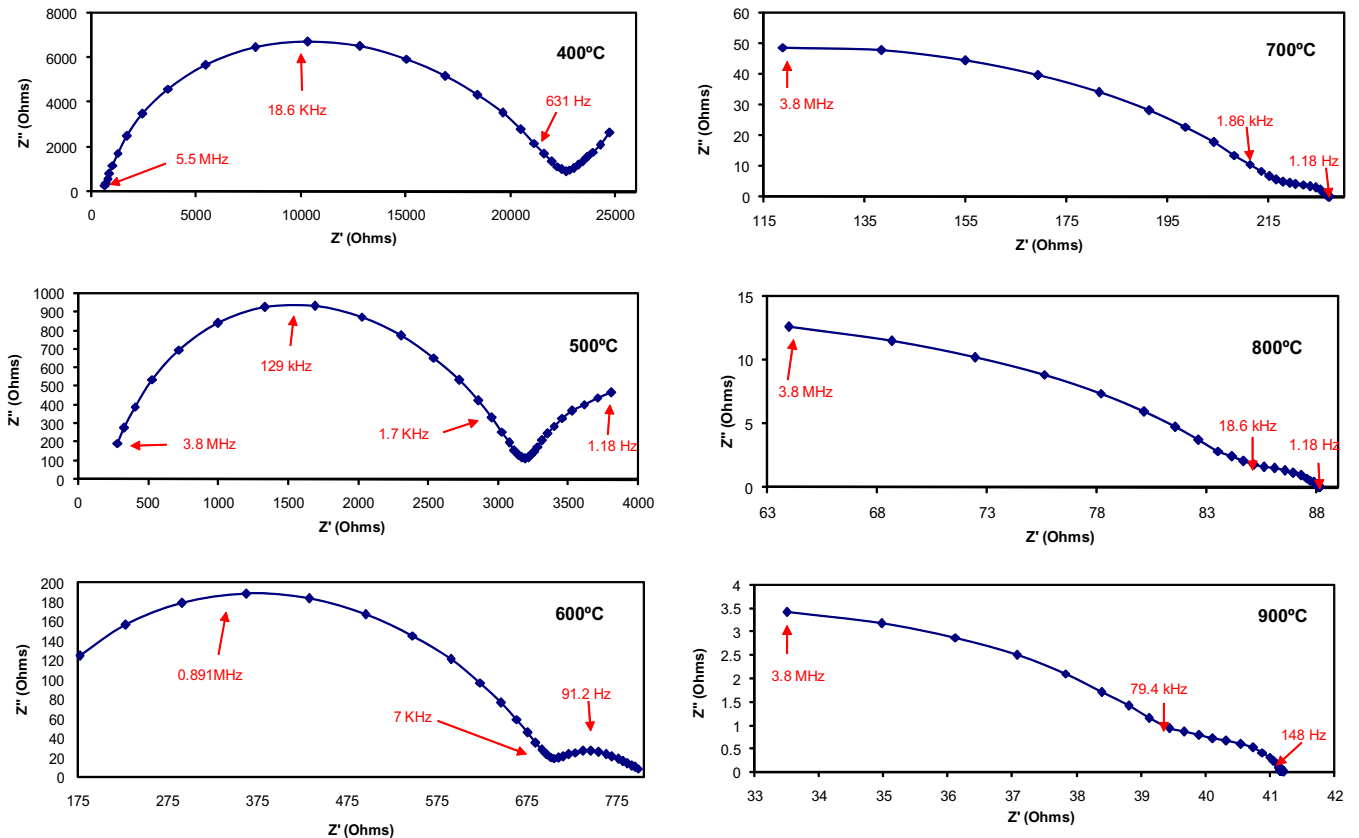 8000
6000
4000
2000
0
Z'' (Ohms)
400ºC
18.6 KHz
631 Hz
5.5 MHz
0 5000 10000 15000 20000 25000
Z' (Ohms)
60
50
40
30
20
10
0
Z'' (Ohms)
700ºC
3.8 MHz
1.86 kHz
1.18 Hz
115 135 155 175 195 215
Z' (Ohms)
1000
900
800
700
600
500
400
300
200
100
0
Z'' (Ohms)
500ºC
129 kHz
1.7 KHz
3.8 MHz
1.18 Hz
0 500 1000 1500 2000 2500 3000 3500 4000
Z' (Ohms)
15
10
5
0
Z'' (Ohms)
800ºC
3.8 MHz
18.6 kHz
1.18 Hz
63 68 73 78 83 88
Z' (Ohms)
200
180
160
140
120
100
80
60
40
20
0
Z'' (Ohms)
600ºC
0.891MHz
91.2 Hz
7 KHz
175 275 375 475 575 675 775
Z' (Ohms)
4
3.5
3
2.5
2
1.5
1
0.5
0
Z'' (Ohms)
900ºC
3.8 MHz
79.4 kHz
148 Hz
33 34 35 36 37 38 39 40 41 42
Z' (Ohms)